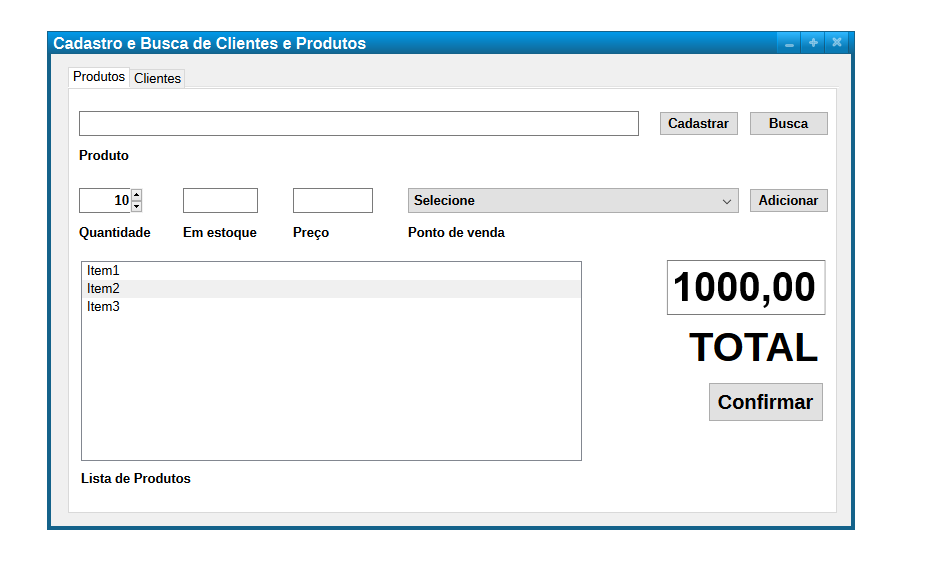 Cadastro e Busca de Clientes e Produtos
Produtos Clientes
Cadastrar Busca
Produto
10 Selecione Adicionar
Quantidade Em estoque Preço Ponto de venda
Item1
Item2
Item3
1000,00
TOTAL
Confirmar
Lista de Produtos